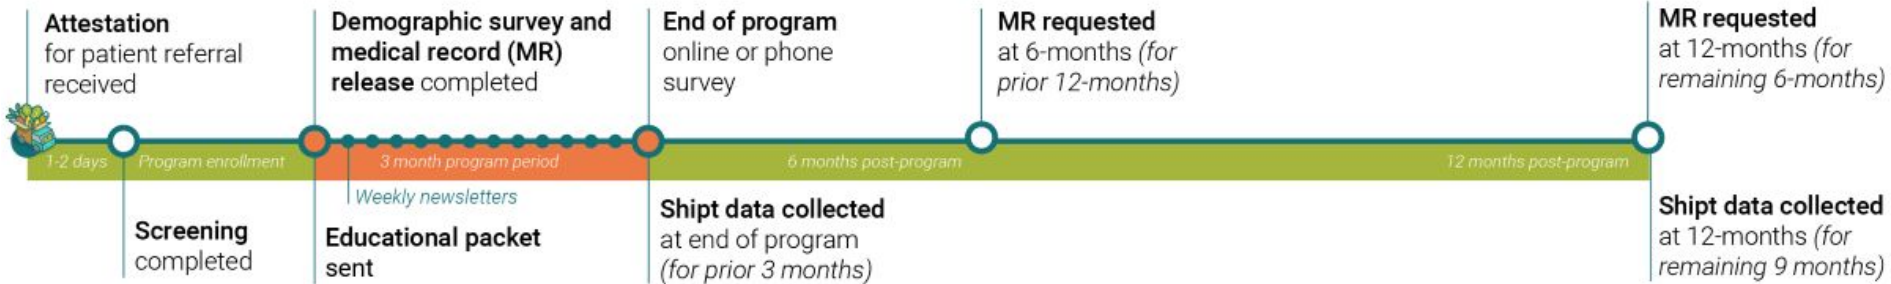 Attestation
for patient referral
received
Demographic survey and
medical record (MR)
release completed
End of program
online or phone
survey
MR requested
at 6-months (for
prior 12-months)
MR requested
at 12-months (for
remaining 6-months)
1-2 days
Program enrollment
3 month program period
6 months post-program
12 months post-program
Weekly newsletters
Screening
completed
Educational packet
sent
Shipt data collected
at end of program
(for prior 3 months)
Shipt data collected
at 12-months (for
remaining 9 months)